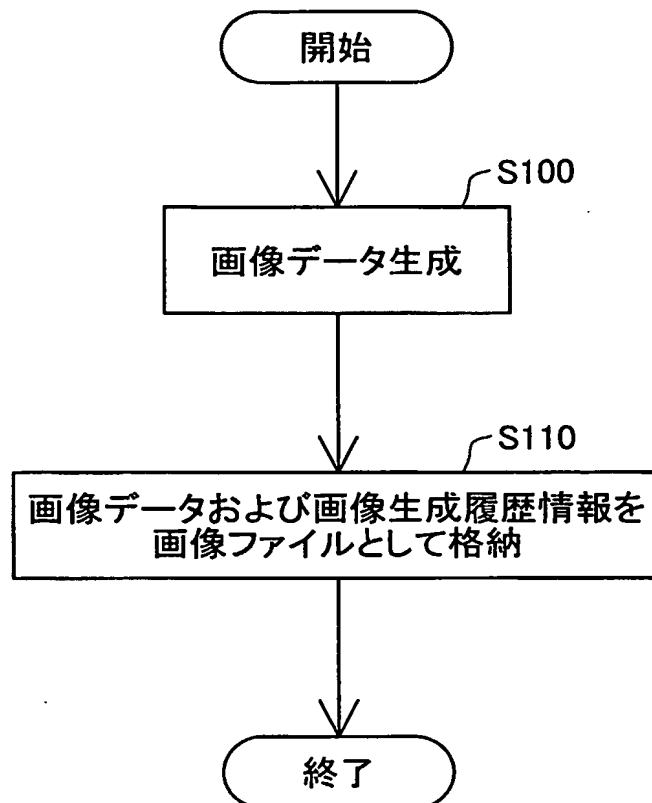 開始
S100
画像データ生成
S110
画像データおよび画像生成履歴情報を
画像ファイルとして格納
終了